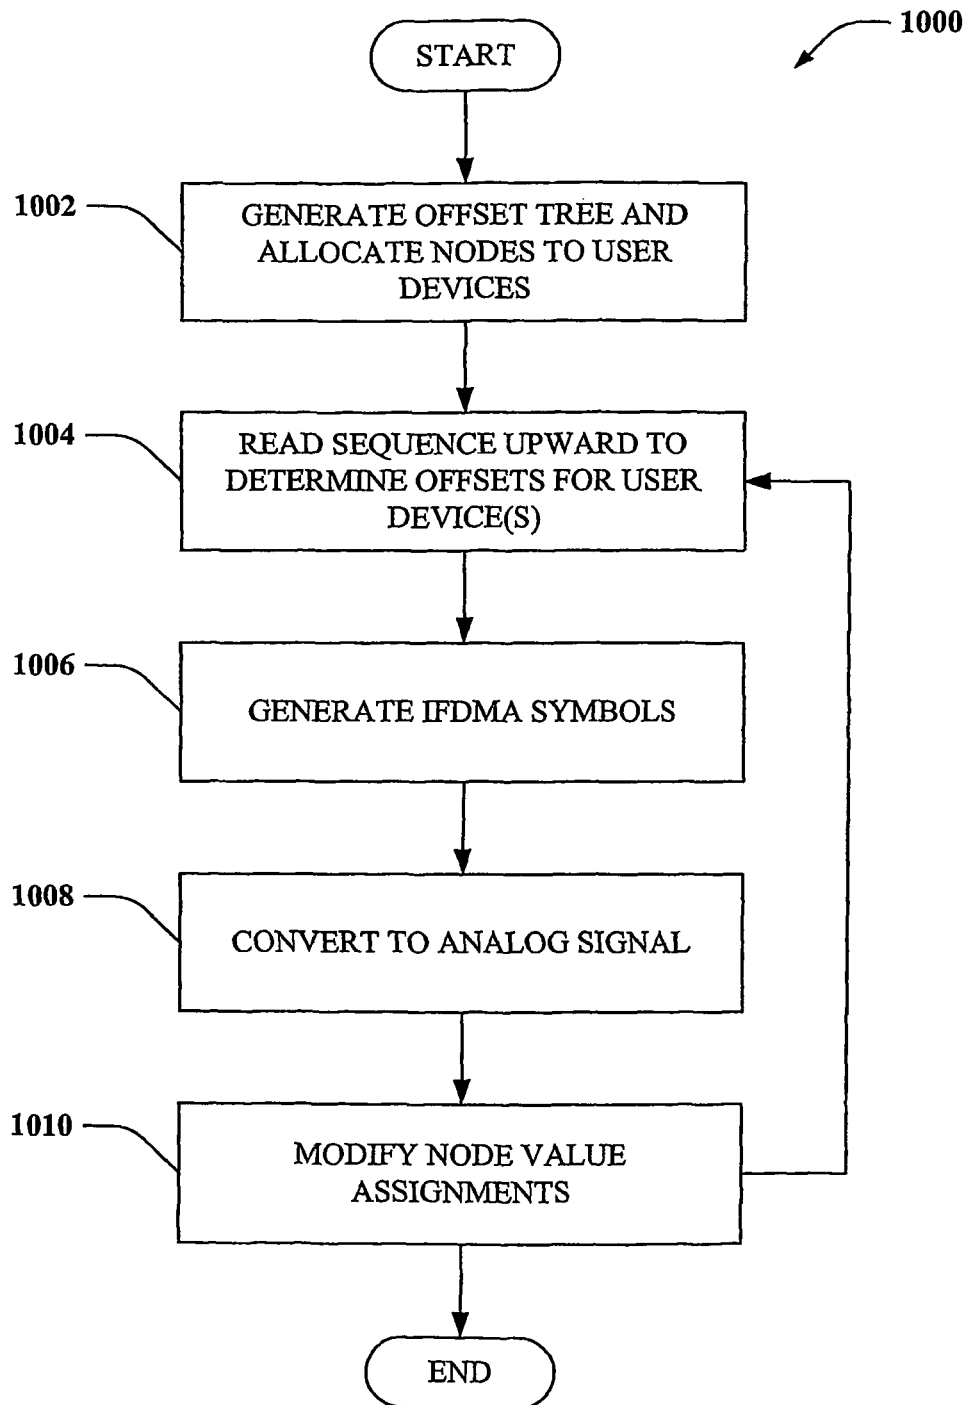 1000
START
1002
GENERATE OFFSET TREE AND
ALLOCATE NODES TO USER
DEVICES
1004
READ SEQUENCE UPWARD TO
DETERMINE OFFSETS FOR USER
DEVICE(S)
1006
GENERATE IFDMA SYMBOLS
1008
CONVERT TO ANALOG SIGNAL
1010
MODIFY NODE VALUE
ASSIGNMENTS
END